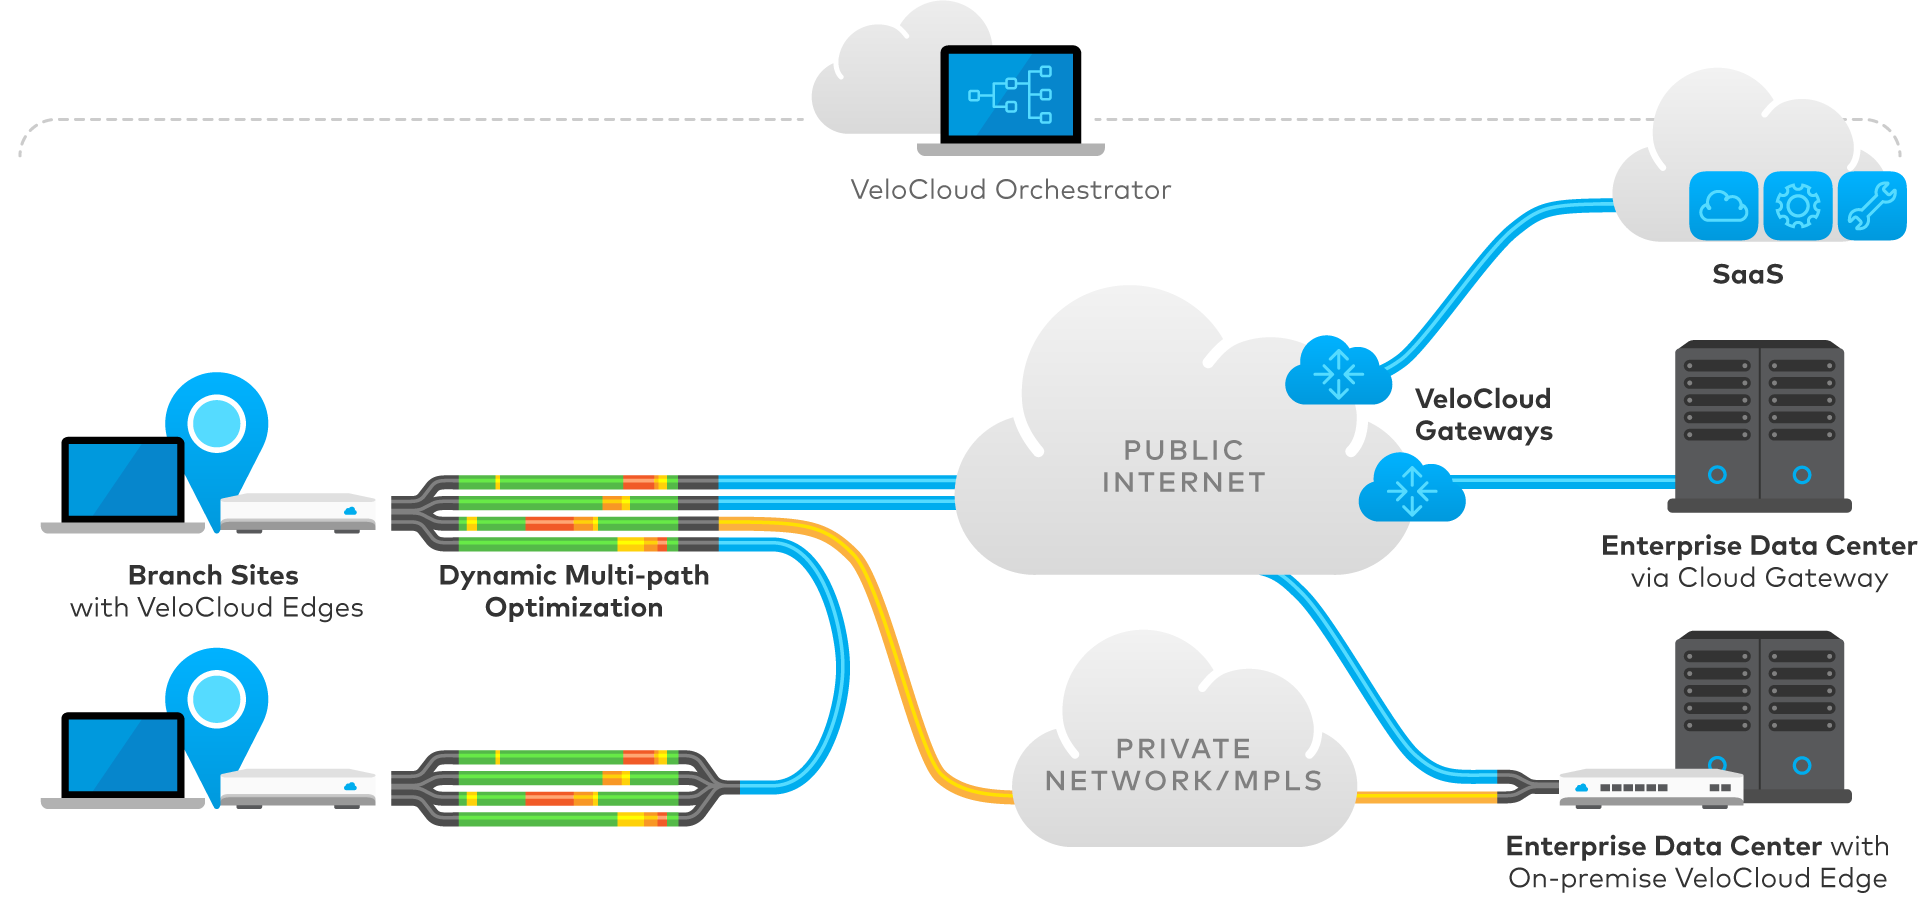 VeloCloud Orchestrator
SaaS
VeloCloud
Gateways
PUBLIC
INTERNET
Enterprise Data Center
via Cloud Gateway
Branch Sites
with VeloCloud Edges
Dynamic Multi-path
Optimization
PRIVATE
NETWORK/MPLS
Enterprise Data Center with
On-premise VeloCloud Edge